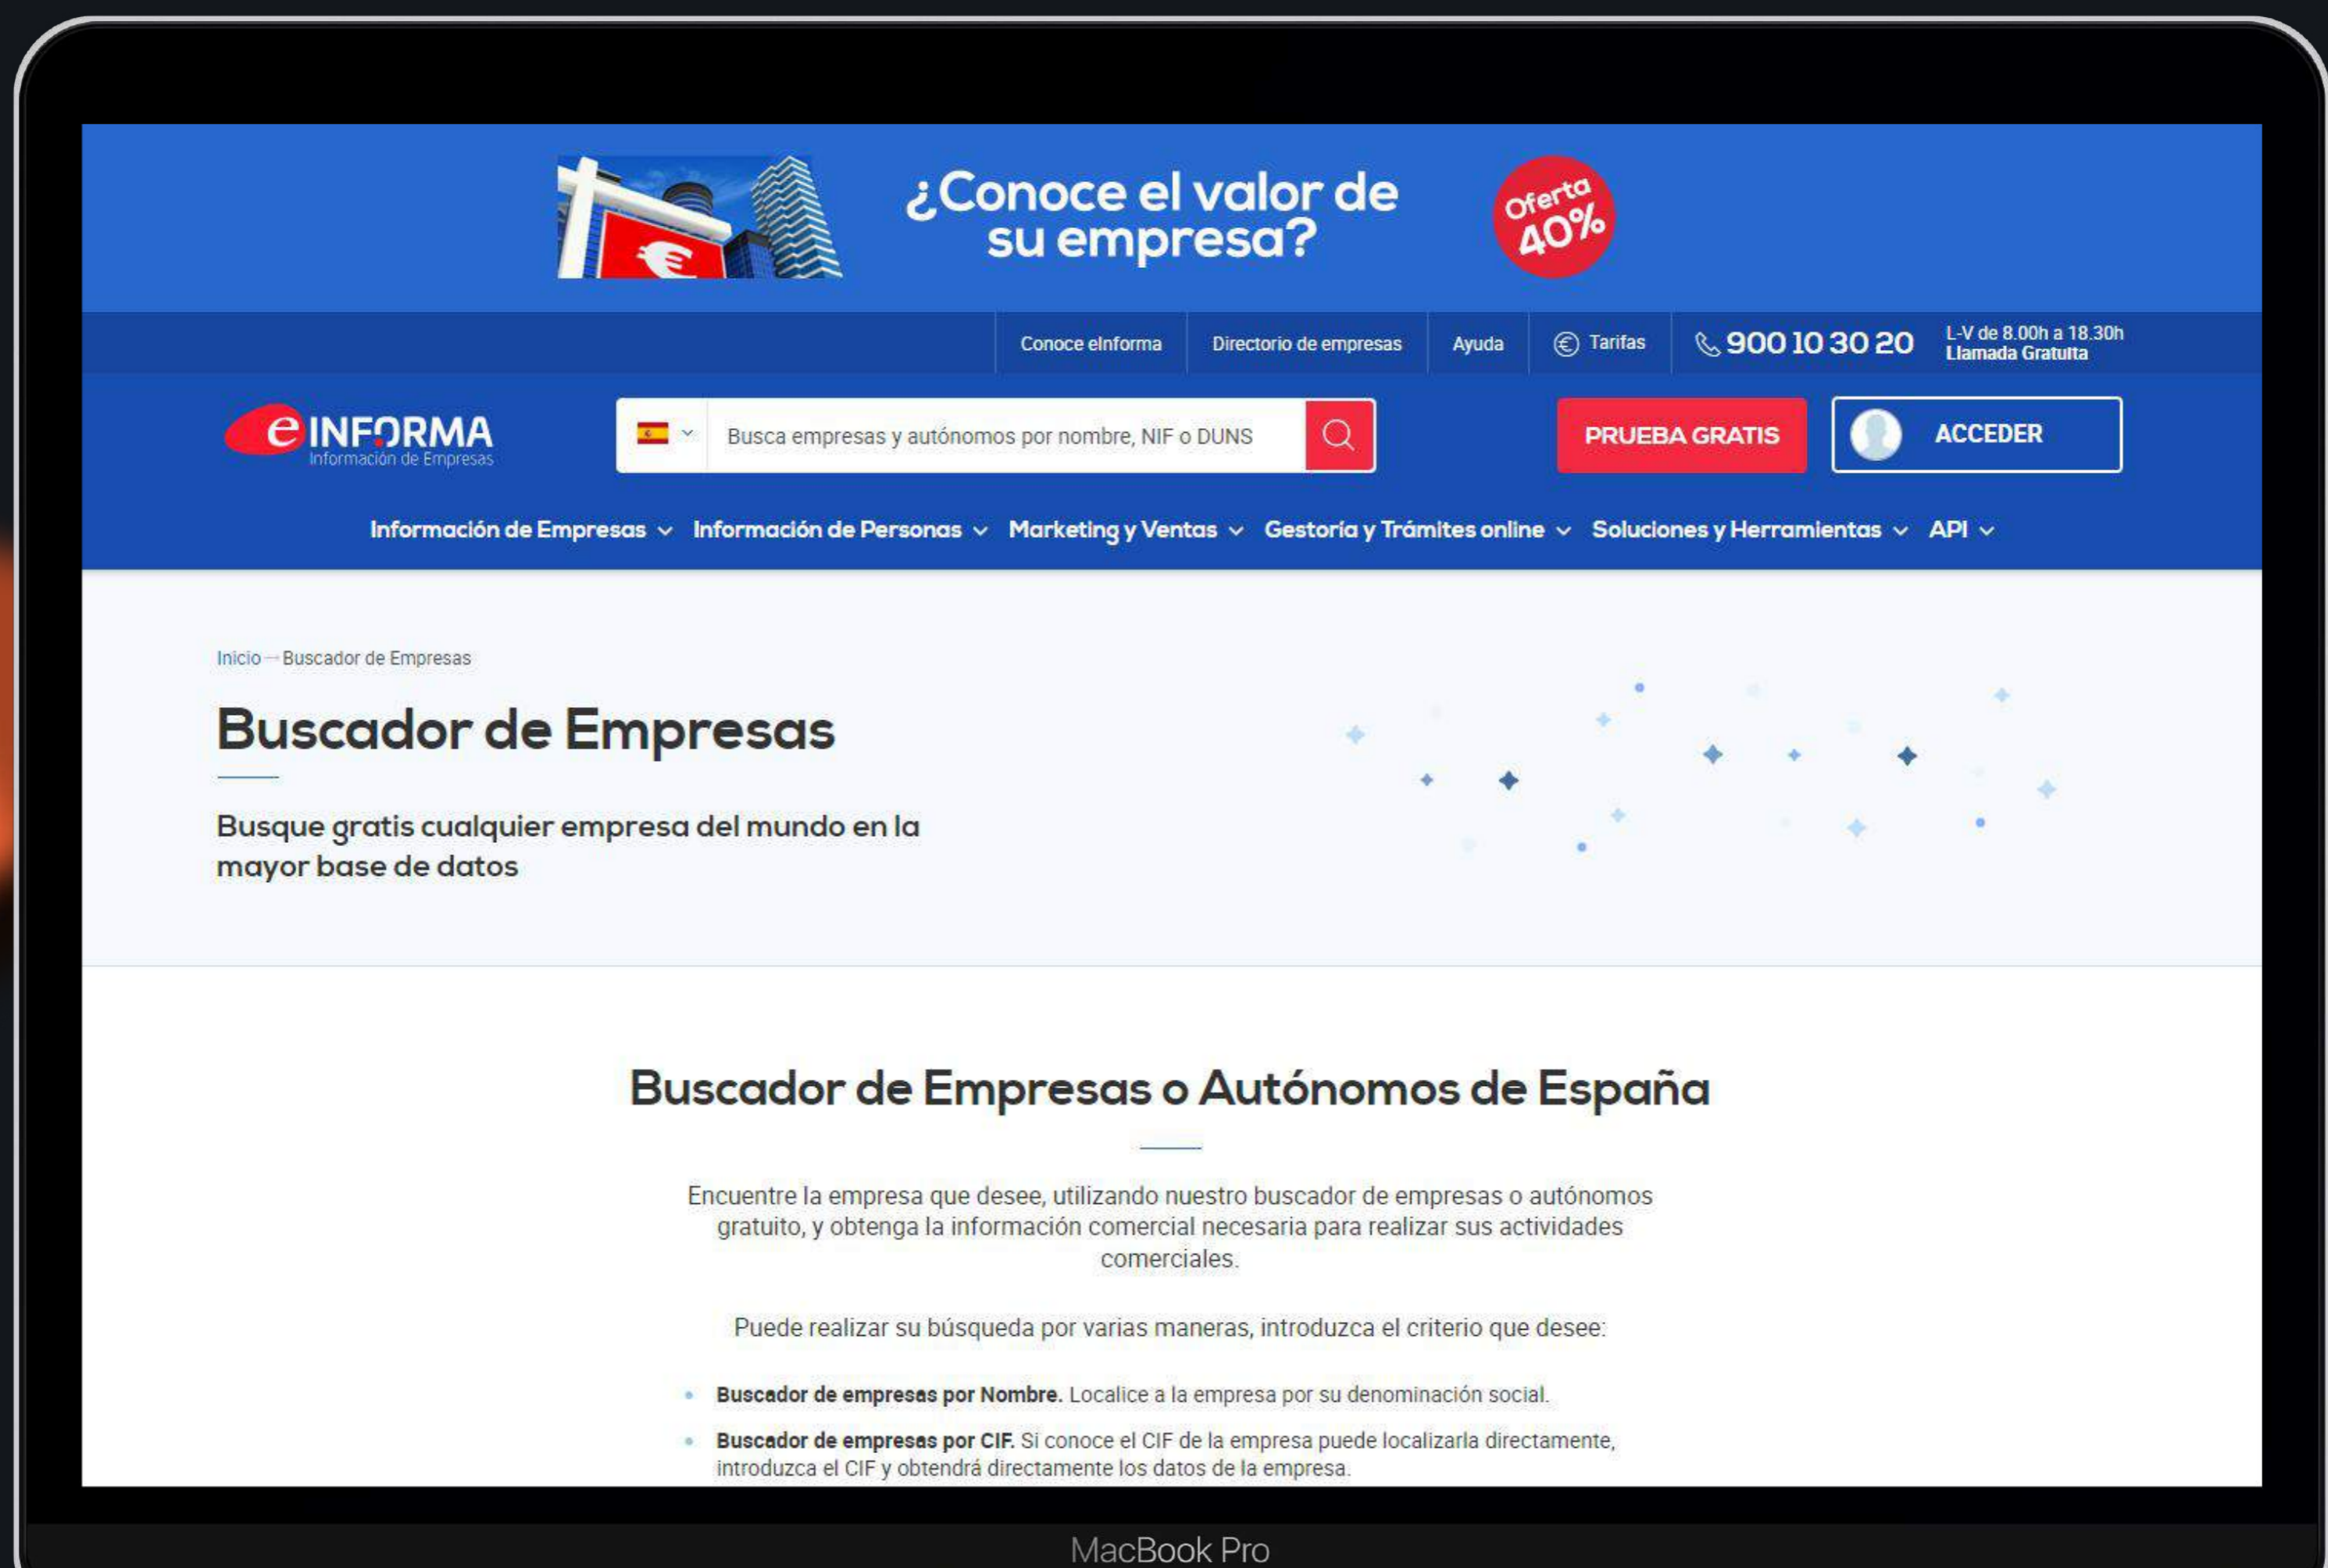 ¿Conoce el valor de
su empresa?
Oferta
40%
Conoce eInforma
Directorio de empresas
Ayuda
Tarifas
900 10 30 20
L-V de 8.00h a 18.30h
Llamada Gratuita
e INFORMA
Información de Empresas
Busca empresas y autónomos por nombre, NIF o DUNS
PRUEBA GRATIS
ACCEDER
Información de Empresas
Información de Personas
Marketing y Ventas
Gestoría y Trámites online
Soluciones y Herramientas
API
Inicio → Buscador de Empresas
Buscador de Empresas
Busque gratis cualquier empresa del mundo en la
mayor base de datos
Buscador de Empresas o Autónomos de España
Encuentre la empresa que desee, utilizando nuestro buscador de empresas o autónomos
gratuito, y obtenga la información comercial necesaria para realizar sus actividades
comerciales.
Puede realizar su búsqueda por varias maneras, introduzca el criterio que desee:
• Buscador de empresas por Nombre. Localice a la empresa por su denominación social.
• Buscador de empresas por CIF. Si conoce el CIF de la empresa puede localizarla directamente,
introduzca el CIF y obtendrá directamente los datos de la empresa.
MacBook Pro